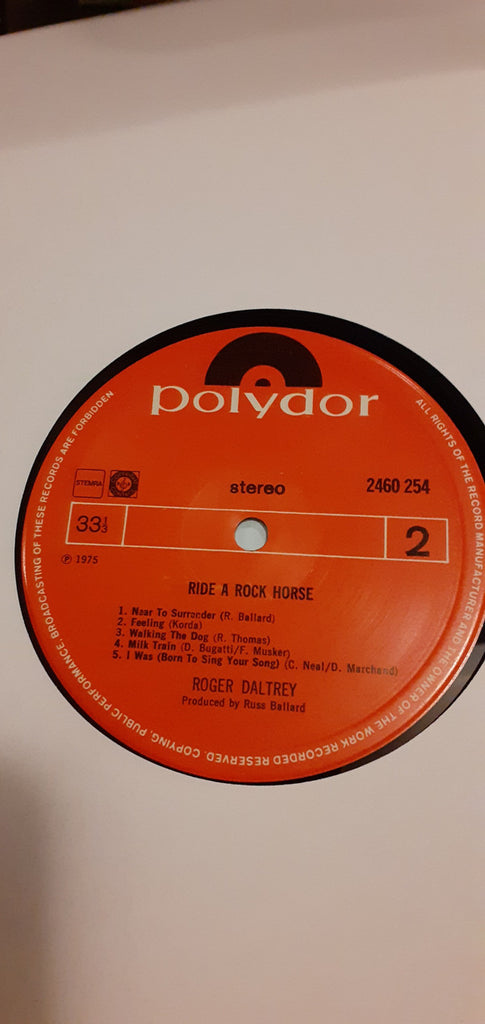 polydor
STEMRA
stereo
2460 254
33⅓
2
℗ 1975
RIDE A ROCK HORSE
1. Near To Surrender (R. Ballard)
2. Feeling (Korda)
3. Walking The Dog (R. Thomas)
4. Milk Train (D. Bugatti/F. Musker)
5. I Was (Born To Sing Your Song) (C. Neal/D. Marchand)
ROGER DALTREY
Produced by Russ Ballard
ALL RIGHTS OF THE RECORD MANUFACTURER AND THE OWNER OF THE WORK RECORDED RESERVED. COPYING, PUBLIC PERFORMANCE, BROADCASTING OF THESE RECORDS ARE FORBIDDEN